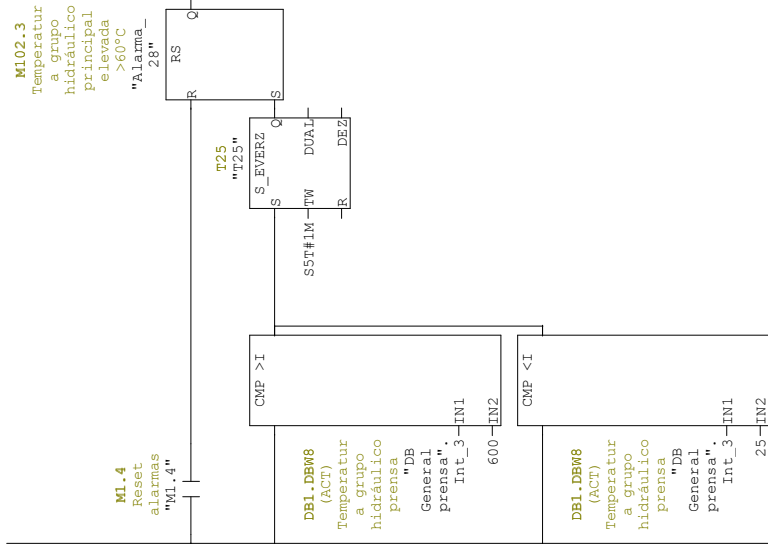 M102.3
Temperatur
a grupo
hidráulico
principal
elevada
>60ºC
"Alarma_
28"
RS
Q
R
S
T25
"T25"
S_EVERZ
Q
S
DUAL
TW
S5T#1M
DEZ
R
M1.4
Reset
alarmas
"M1.4"
CMP >I
DB1.DBW8
(ACT)
Temperatur
a grupo
hidráulico
prensa
"DB
General
prensa".
Int_3
IN1
600
IN2
CMP <I
DB1.DBW8
(ACT)
Temperatur
a grupo
hidráulico
prensa
"DB
General
prensa".
Int_3
IN1
25
IN2